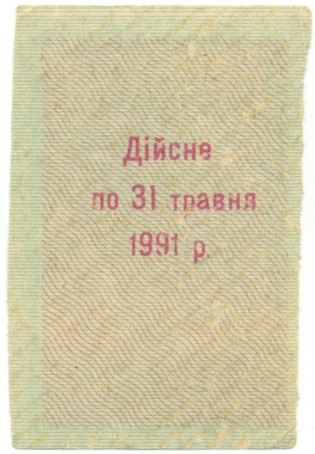 Дійсне
по 31 травня
1991 р.